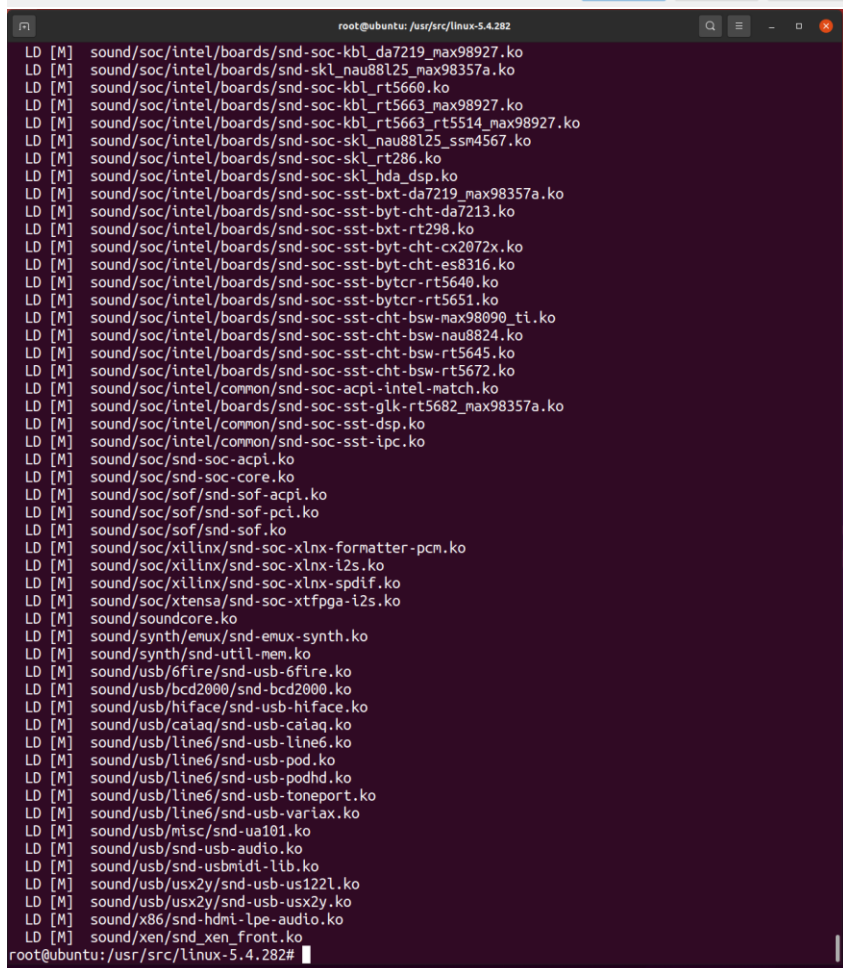 root@ubuntu: /usr/src/linux-5.4.282
LD [M] sound/soc/intel/boards/snd-soc-kbl_da7219_max98927.ko
LD [M] sound/soc/intel/boards/snd-skl_nau88l25_max98357a.ko
LD [M] sound/soc/intel/boards/snd-soc-kbl_rt5660.ko
LD [M] sound/soc/intel/boards/snd-soc-kbl_rt5663_max98927.ko
LD [M] sound/soc/intel/boards/snd-soc-kbl_rt5663_rt5514_max98927.ko
LD [M] sound/soc/intel/boards/snd-soc-skl_nau88l25_ssm4567.ko
LD [M] sound/soc/intel/boards/snd-soc-skl_rt286.ko
LD [M] sound/soc/intel/boards/snd-soc-skl_hda_dsp.ko
LD [M] sound/soc/intel/boards/snd-soc-sst-bxt-da7219_max98357a.ko
LD [M] sound/soc/intel/boards/snd-soc-sst-byt-cht-da7213.ko
LD [M] sound/soc/intel/boards/snd-soc-sst-bxt-rt298.ko
LD [M] sound/soc/intel/boards/snd-soc-sst-byt-cht-cx2072x.ko
LD [M] sound/soc/intel/boards/snd-soc-sst-byt-cht-es8316.ko
LD [M] sound/soc/intel/boards/snd-soc-sst-bytcr-rt5640.ko
LD [M] sound/soc/intel/boards/snd-soc-sst-bytcr-rt5651.ko
LD [M] sound/soc/intel/boards/snd-soc-sst-cht-bsw-max98090_ti.ko
LD [M] sound/soc/intel/boards/snd-soc-sst-cht-bsw-nau8824.ko
LD [M] sound/soc/intel/boards/snd-soc-sst-cht-bsw-rt5645.ko
LD [M] sound/soc/intel/boards/snd-soc-sst-cht-bsw-rt5672.ko
LD [M] sound/soc/intel/common/snd-soc-acpi-intel-match.ko
LD [M] sound/soc/intel/boards/snd-soc-sst-glk-rt5682_max98357a.ko
LD [M] sound/soc/intel/common/snd-soc-sst-dsp.ko
LD [M] sound/soc/intel/common/snd-soc-sst-ipc.ko
LD [M] sound/soc/snd-soc-acpi.ko
LD [M] sound/soc/snd-soc-core.ko
LD [M] sound/soc/sof/snd-sof-acpi.ko
LD [M] sound/soc/sof/snd-sof-pci.ko
LD [M] sound/soc/sof/snd-sof.ko
LD [M] sound/soc/xilinx/snd-soc-xlnx-formatter-pcm.ko
LD [M] sound/soc/xilinx/snd-soc-xlnx-i2s.ko
LD [M] sound/soc/xilinx/snd-soc-xlnx-spdif.ko
LD [M] sound/soc/xtensa/snd-soc-xtfpga-i2s.ko
LD [M] sound/soundcore.ko
LD [M] sound/synth/emux/snd-emux-synth.ko
LD [M] sound/synth/snd-util-mem.ko
LD [M] sound/usb/6fire/snd-usb-6fire.ko
LD [M] sound/usb/bcd2000/snd-bcd2000.ko
LD [M] sound/usb/hiface/snd-usb-hiface.ko
LD [M] sound/usb/caiaq/snd-usb-caiaq.ko
LD [M] sound/usb/line6/snd-usb-line6.ko
LD [M] sound/usb/line6/snd-usb-pod.ko
LD [M] sound/usb/line6/snd-usb-podhd.ko
LD [M] sound/usb/line6/snd-usb-toneport.ko
LD [M] sound/usb/line6/snd-usb-variax.ko
LD [M] sound/usb/misc/snd-ua101.ko
LD [M] sound/usb/snd-usb-audio.ko
LD [M] sound/usb/snd-usbmidi-lib.ko
LD [M] sound/usb/usx2y/snd-usb-us122l.ko
LD [M] sound/usb/usx2y/snd-usb-usx2y.ko
LD [M] sound/x86/snd-hdmi-lpe-audio.ko
LD [M] sound/xen/snd_xen_front.ko
root@ubuntu:/usr/src/linux-5.4.282#